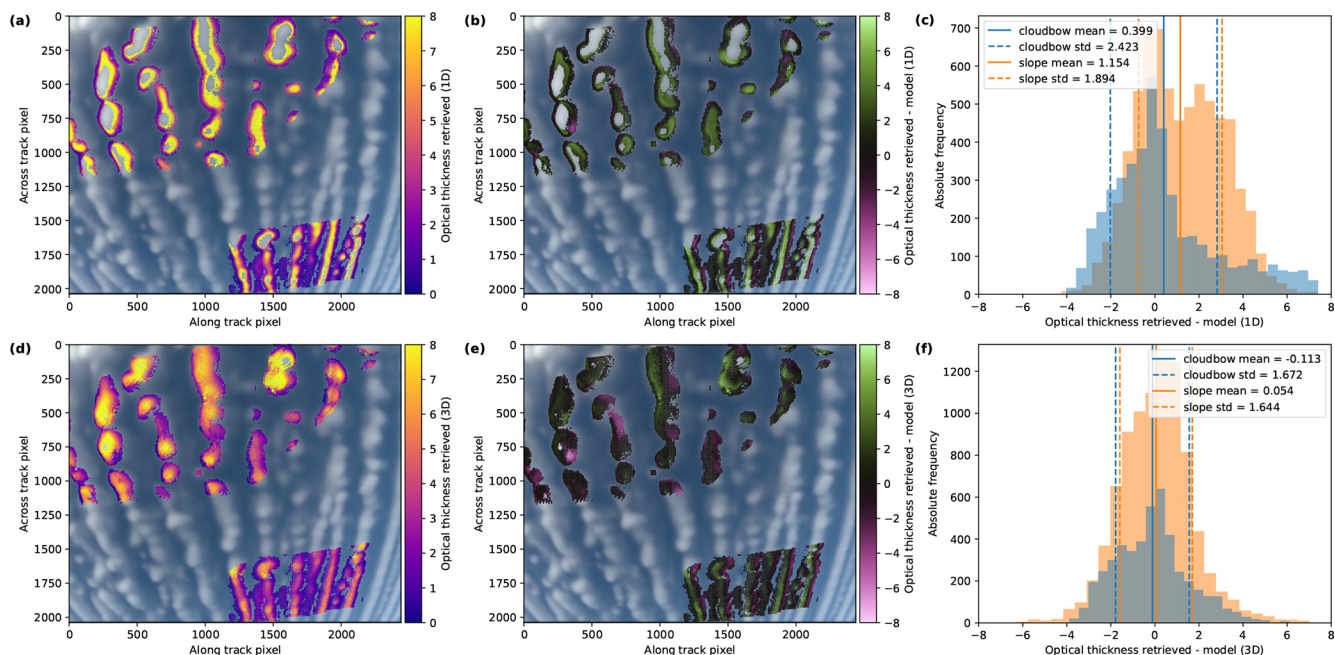 (a)
0
250
500
750
1000
1250
1500
1750
2000
Across track pixel
0 500 1000 1500 2000
Along track pixel
8
7
6
5
4
3
2
1
0
Optical thickness retrieved (1D)
(b)
0
250
500
750
1000
1250
1500
1750
2000
Across track pixel
0 500 1000 1500 2000
Along track pixel
8
6
4
2
0
−2
−4
−6
−8
Optical thickness retrieved - model (1D)
(c)
cloudbow mean = 0.399
cloudbow std = 2.423
slope mean = 1.154
slope std = 1.894
700
600
500
400
300
200
100
0
Absolute frequency
−8 −6 −4 −2 0 2 4 6 8
Optical thickness retrieved - model (1D)
(d)
0
250
500
750
1000
1250
1500
1750
2000
Across track pixel
0 500 1000 1500 2000
Along track pixel
8
7
6
5
4
3
2
1
0
Optical thickness retrieved (3D)
(e)
0
250
500
750
1000
1250
1500
1750
2000
Across track pixel
0 500 1000 1500 2000
Along track pixel
8
6
4
2
0
−2
−4
−6
−8
Optical thickness retrieved - model (3D)
(f)
cloudbow mean = -0.113
cloudbow std = 1.672
slope mean = 0.054
slope std = 1.644
1200
1000
800
600
400
200
0
Absolute frequency
−8 −6 −4 −2 0 2 4 6 8
Optical thickness retrieved - model (3D)